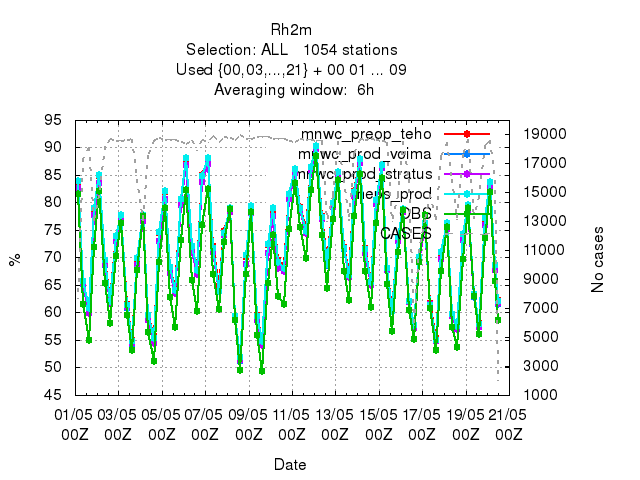 Rh2m
Selection: ALL   1054 stations
Used {00,03,...,21} + 00 01 ... 09
Averaging window:  6h
95
90
85
80
75
70
65
60
55
50
45
%
19000
17000
15000
13000
11000
9000
7000
5000
3000
1000
No cases
mnwc_preop_teho
mnwc_prod_voima
mnwc_prod_stratus
meps_prod
OBS
CASES
01/05 03/05 05/05 07/05 09/05 11/05 13/05 15/05 17/05 19/05 21/05
00Z 00Z 00Z 00Z 00Z 00Z 00Z 00Z 00Z 00Z 00Z
Date